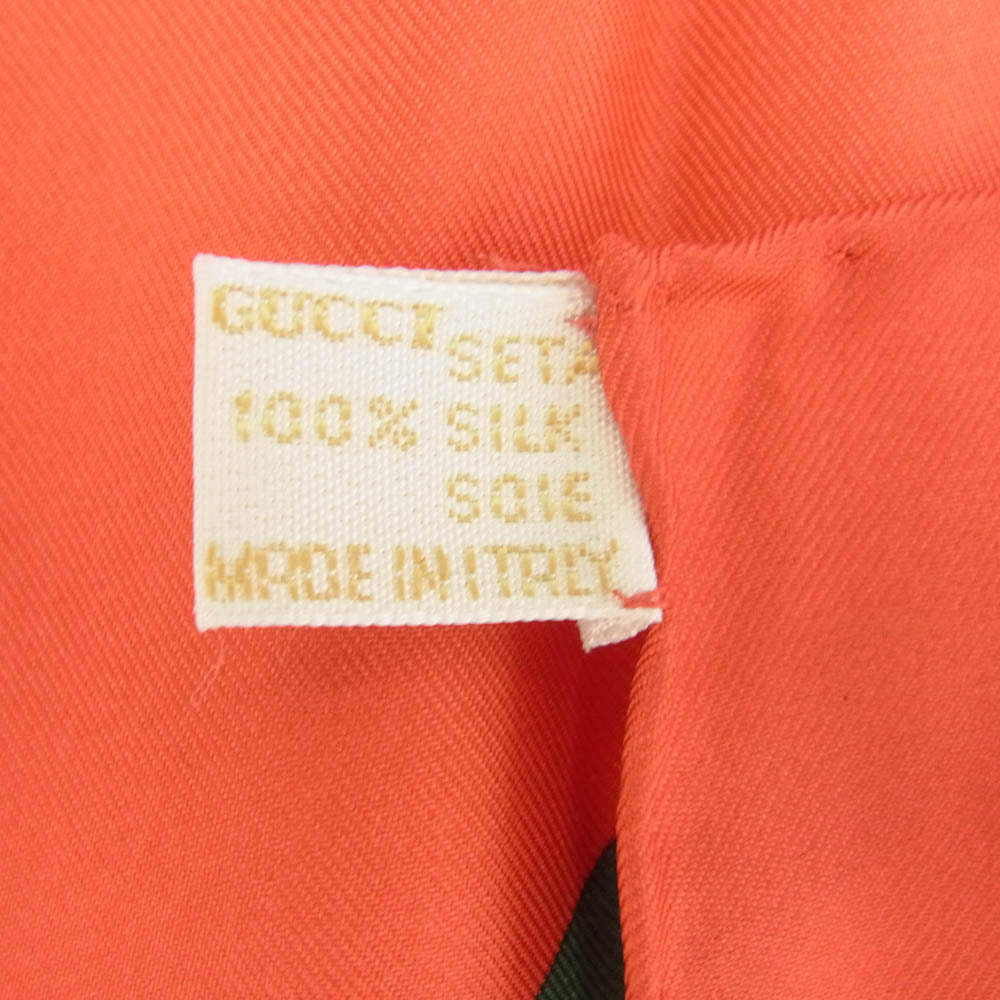 GUCCI
SETA
100% SILK
SOIE
MADE IN ITALY